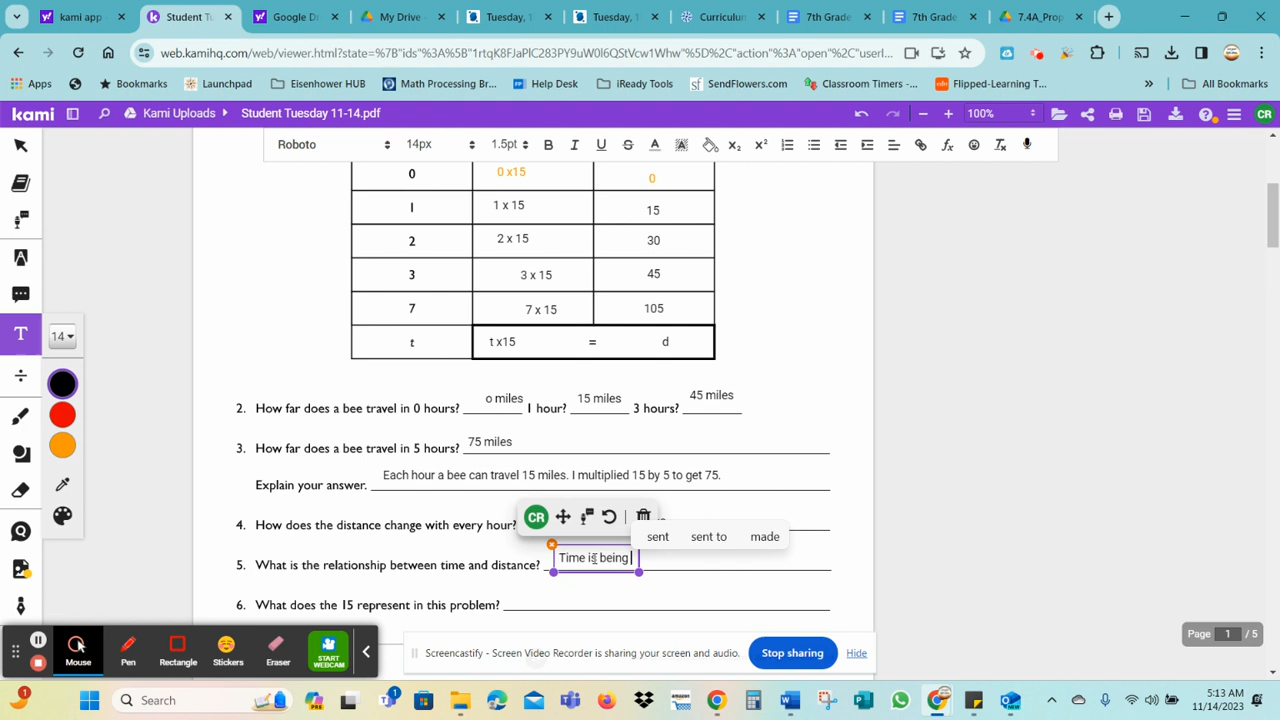 kami app
Student T
Google Dri
My Drive -
Tuesday,
Tuesday,
Curriculum
7th Grade
7th Grade
7.4A_Prop
web.kamihq.com/web/viewer.html?state=%7B"ids"%3A%5B"1rtqK8FJaPlC283PY9uW0I6QStVcw1Whw"%5D%2C"action"%3A"open"%2C"userI...
Apps
Bookmarks
Launchpad
Eisenhower HUB
Math Processing Br...
Help Desk
iReady Tools
SendFlowers.com
Classroom Timers -...
Flipped-Learning T...
»
All Bookmarks
kami
Kami Uploads
Student Tuesday 11-14.pdf
100%
CR
Roboto
14px
1.5pt
B I U S A
0 0 x15 0
1 1 x 15 15
2 2 x 15 30
3 3 x 15 45
7 7 x 15 105
t t x15 = d
14
2. How far does a bee travel in 0 hours? o miles 1 hour? 15 miles 3 hours? 45 miles
3. How far does a bee travel in 5 hours? 75 miles
Explain your answer. Each hour a bee can travel 15 miles. I multiplied 15 by 5 to get 75.
4. How does the distance change with every hour?
CR
sent sent to made
5. What is the relationship between time and distance? Time is being
6. What does the 15 represent in this problem?
Page 1 / 5
Mouse
Pen
Rectangle
Stickers
Eraser
START WEBCAM
Screencastify - Screen Video Recorder is sharing your screen and audio.
Stop sharing
Hide
1
Search
5:13 AM
11/14/2023